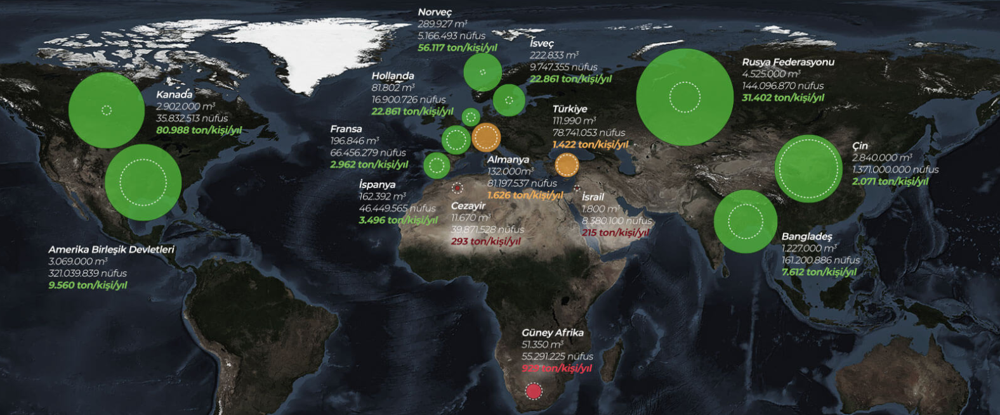 Norveç
289.927 m³
5.166.493 nüfus
56.117 ton/kişi/yıl
İsveç
222.833 m³
9.747.355 nüfus
22.861 ton/kişi/yıl
Rusya Federasyonu
4.525.000 m³
144.096.870 nüfus
31.402 ton/kişi/yıl
Hollanda
81.802 m³
16.900.726 nüfus
22.861 ton/kişi/yıl
Kanada
2.902.000 m³
35.832.513 nüfus
80.988 ton/kişi/yıl
Türkiye
111.990 m³
78.741.053 nüfus
1.422 ton/kişi/yıl
Fransa
196.846 m³
66.456.279 nüfus
2.962 ton/kişi/yıl
Çin
2.840.000 m³
1.371.000.000 nüfus
2.071 ton/kişi/yıl
Almanya
132.000m³
81.197.537 nüfus
1.626 ton/kişi/yıl
İspanya
162.392 m³
46.449.565 nüfus
3.496 ton/kişi/yıl
Cezayir
11.670 m³
39.871.528 nüfus
293 ton/kişi/yıl
İsrail
1.800 m³
8.380.100 nüfus
215 ton/kişi/yıl
Bangladeş
1.227.000 m³
161.200.886 nüfus
7.612 ton/kişi/yıl
Amerika Birleşik Devletleri
3.069.000 m³
321.039.839 nüfus
9.560 ton/kişi/yıl
Güney Afrika
51.350 m³
55.291.225 nüfus
929 ton/kişi/yıl